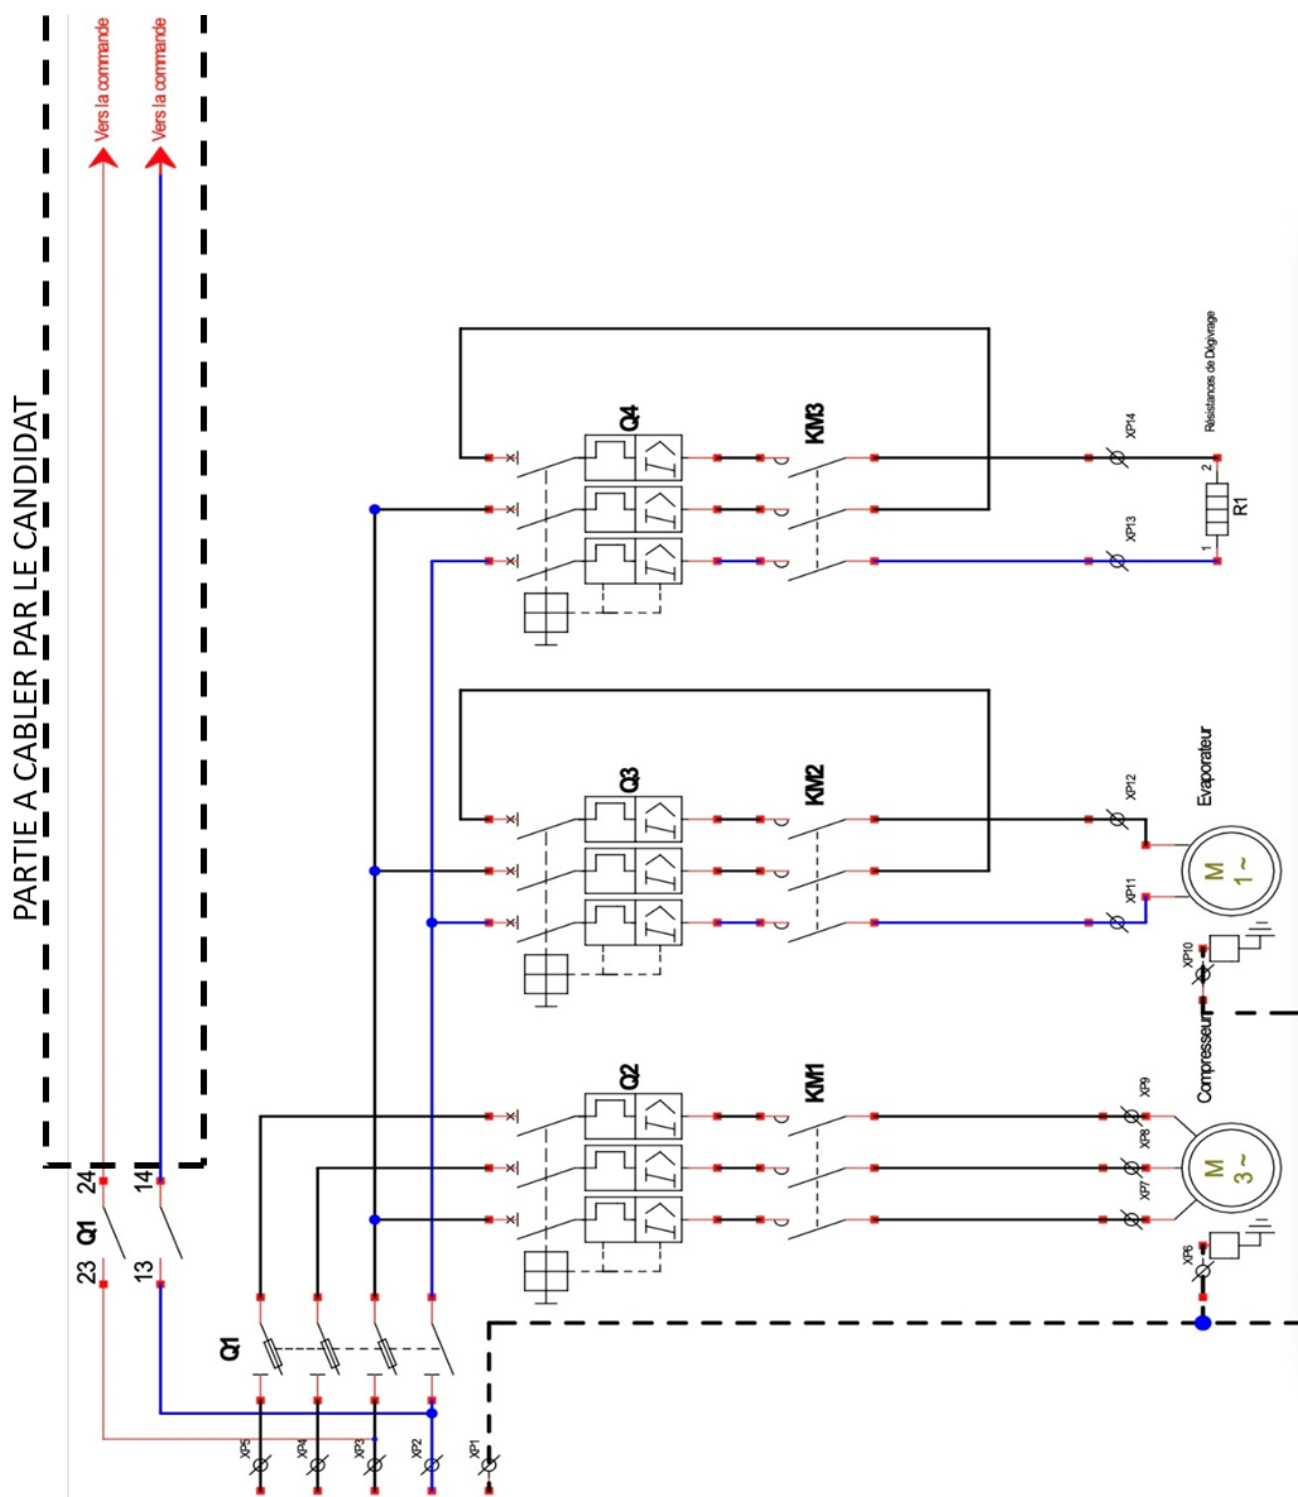 PARTIE A CABLER PAR LE CANDIDAT
Vers la commande
Vers la commande
Q1
23
24
13
14
Q1
XP5
XP4
XP3
XP2
XP1
Q2
KM1
XP9
XP8
XP7
XP6
Compresseur
M
3~
Q3
KM2
XP12
XP11
XP10
Evaporateur
M
1~
Q4
KM3
XP14
XP13
Résistances de Dégivrage
2
1
R1